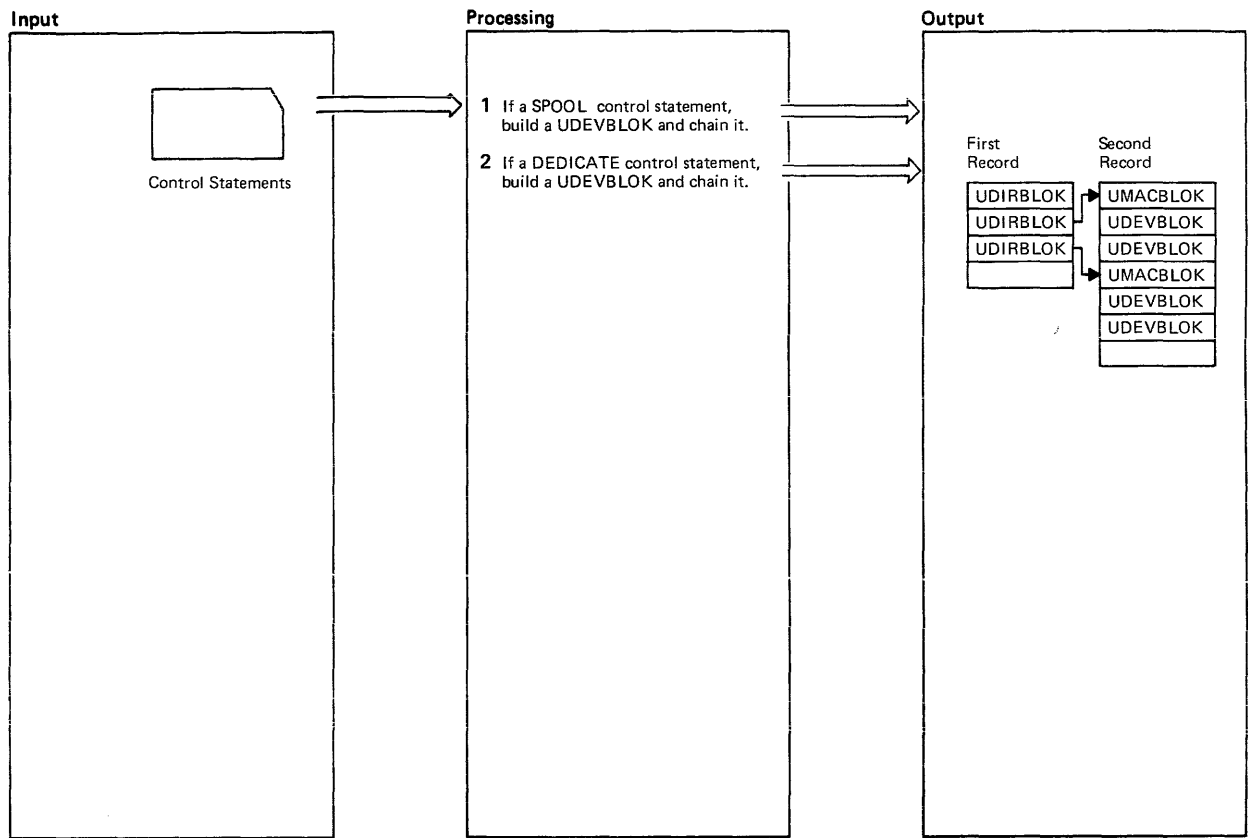 Input
Processing
Output
Control Statements
1 If a SPOOL control statement,
build a UDEVBLOK and chain it.
2 If a DEDICATE control statement,
build a UDEVBLOK and chain it.
First
Record
Second
Record
UDIRBLOK
UDIRBLOK
UDIRBLOK
UMACBLOK
UDEVBLOK
UDEVBLOK
UMACBLOK
UDEVBLOK
UDEVBLOK